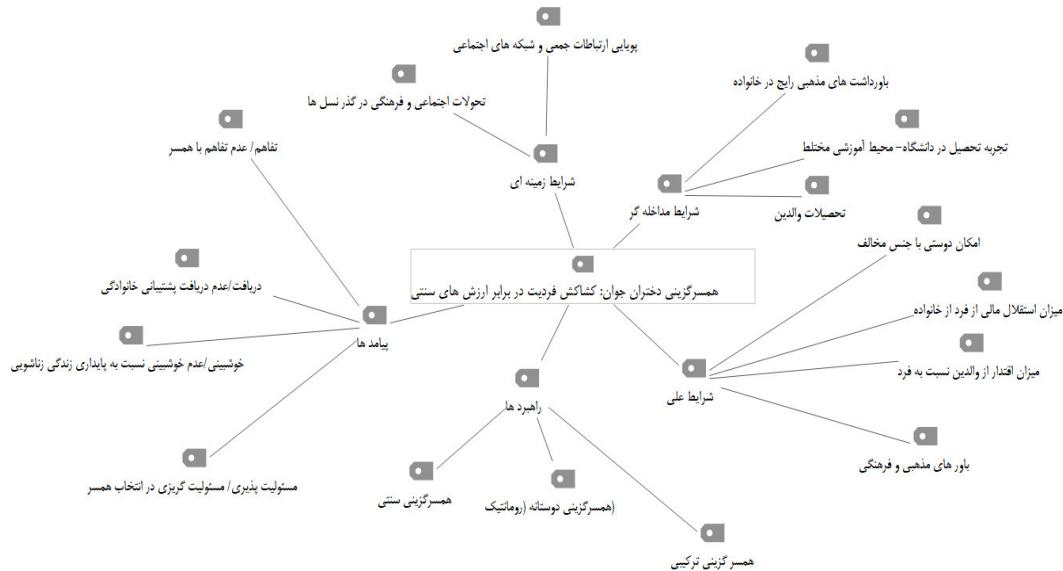 پویایی ارتباطات جمعی و شبکه های اجتماعی
باورداشت های مذهبی رایج در خانواده
تحولات اجتماعی و فرهنگی در گذر نسل ها
تفاهم/ عدم تفاهم با همسر
تجربه تحصیل در دانشگاه- محیط آموزشی مختلط
شرایط زمینه ای
شرایط مداخله گر
تحصیلات والدین
امکان دوستی با جنس مخالف
دریافت/عدم دریافت پشتیبانی خانوادگی
همسرگزینی دختران جوان: کشاکش فردیت در برابر ارزش های سنتی
میزان استقلال مالی از فرد از خانواده
پیامد ها
خوشبینی/عدم خوشبینی نسبت به پایداری زندگی زناشویی
میزان اقتدار از والدین نسبت به فرد
شرایط علی
راهبرد ها
باور های مذهبی و فرهنگی
مسئولیت پذیری/ مسئولیت گریزی در انتخاب همسر
همسرگزینی سنتی
(همسرگزینی دوستانه (رومانتیک
همسر گزینی ترکیبی